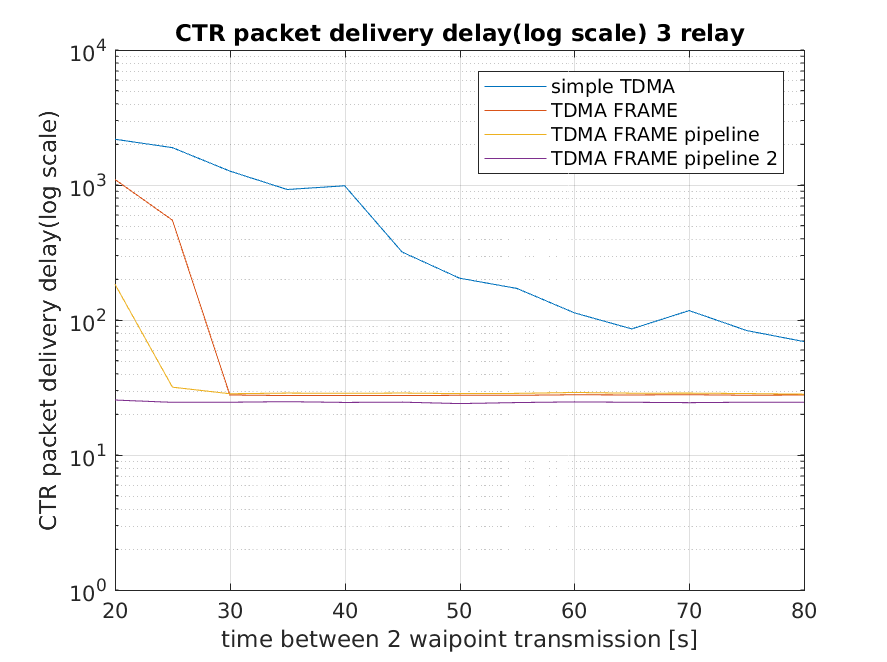 CTR packet delivery delay(log scale) 3 relay
CTR packet delivery delay(log scale)
10^4
10^3
10^2
10^1
10^0
simple TDMA
TDMA FRAME
TDMA FRAME pipeline
TDMA FRAME pipeline 2
20 30 40 50 60 70 80
time between 2 waipoint transmission [s]